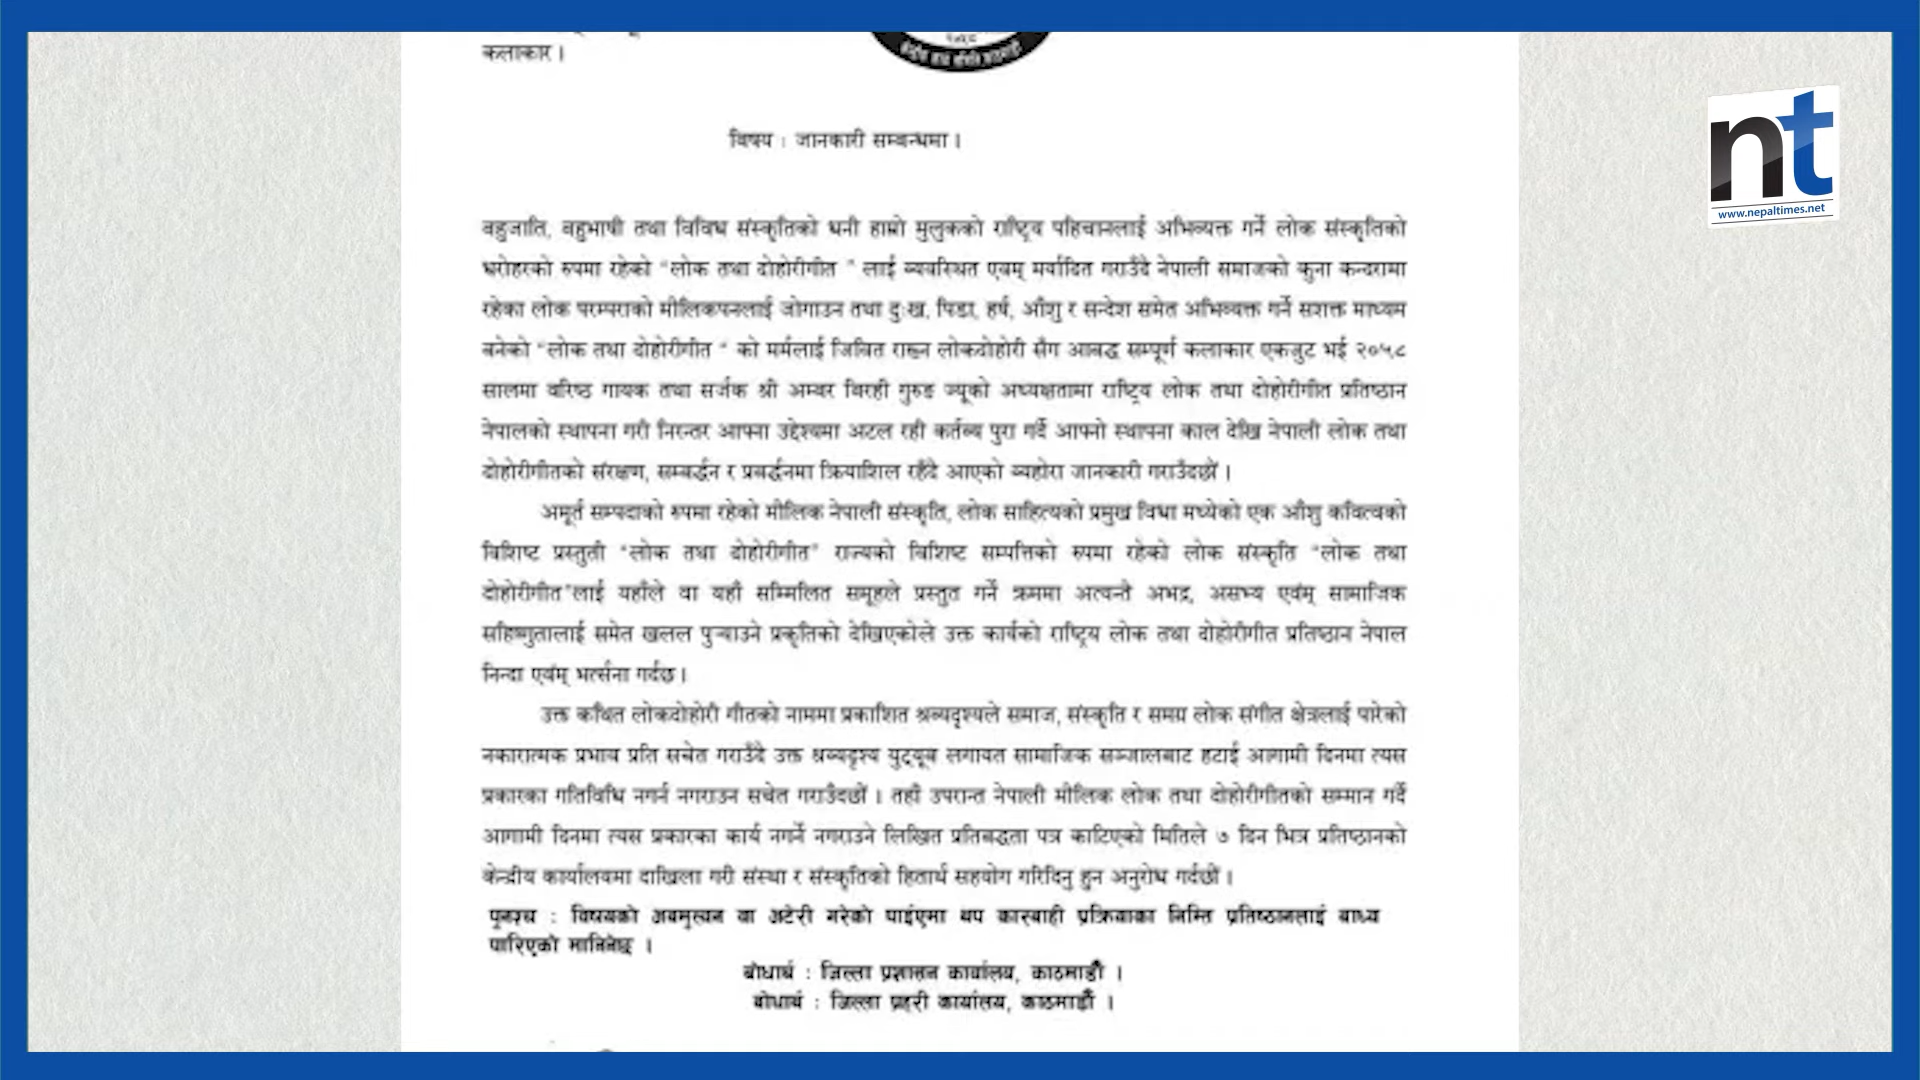 कलाकार ।
२०५८
केन्द्रीय कार्य समिति काठमाडौं
nt
www.nepaltimes.net
विषय : जानकारी सम्बन्धमा ।
बहुजाति, बहुभाषी तथा विविध संस्कृतिको धनी हाम्रो मुलुकको राष्ट्रिय पहिचानलाई अभिव्यक्त गर्ने लोक संस्कृतिको
धरोहरको रुपमा रहेको "लोक तथा दोहोरीगीत " लाई व्यवस्थित एवम् मर्यादित गराउँदै नेपाली समाजको कुना कन्दरामा
रहेका लोक परम्पराको मौलिकपनलाई जोगाउन तथा दुःख, पिडा, हर्ष, आँशु र सन्देश समेत अभिव्यक्त गर्ने सशक्त माध्यम
बनेको "लोक तथा दोहोरीगीत " को मर्मलाई जिवित राख्न लोकदोहोरी सँग आबद्ध सम्पूर्ण कलाकार एकजुट भई २०५८
सालमा वरिष्ठ गायक तथा सर्जक श्री अम्बर विरही गुरुङ ज्यूको अध्यक्षतामा राष्ट्रिय लोक तथा दोहोरीगीत प्रतिष्ठान
नेपालको स्थापना गरी निरन्तर आफ्ना उद्देश्यमा अटल रही कर्तव्य पुरा गर्दै आफ्नो स्थापना काल देखि नेपाली लोक तथा
दोहोरीगीतको संरक्षण, सम्बर्द्धन र प्रबर्द्धनमा क्रियाशिल रहँदै आएको व्यहोरा जानकारी गराउँदछौं ।
अमूर्त सम्पदाको रुपमा रहेको मौलिक नेपाली संस्कृति, लोक साहित्यको प्रमुख विधा मध्येको एक आँशु कवित्वको
विशिष्ट प्रस्तुती "लोक तथा दोहोरीगीत" राज्यको विशिष्ट सम्पत्तिको रुपमा रहेको लोक संस्कृति "लोक तथा
दोहोरीगीत"लाई यहाँले वा यहाँ सम्मिलित समूहले प्रस्तुत गर्ने क्रममा अत्यन्तै अभद्र, असभ्य एवंम् सामाजिक
सहिष्णुतालाई समेत खलल पुऱ्याउने प्रकृतिको देखिएकोले उक्त कार्यको राष्ट्रिय लोक तथा दोहोरीगीत प्रतिष्ठान नेपाल
निन्दा एवंम् भर्त्सना गर्दछ ।
उक्त कथित लोकदोहोरी गीतको नाममा प्रकाशित श्रव्यदृश्यले समाज, संस्कृति र समग्र लोक संगीत क्षेत्रलाई पारेको
नकारात्मक प्रभाव प्रति सचेत गराउँदै उक्त श्रव्यदृश्य युट्यूब लगायत सामाजिक सञ्जालबाट हटाई आगामी दिनमा त्यस
प्रकारका गतिविधि नगर्न नगराउन सचेत गराउँदछौं । तहाँ उपरान्त नेपाली मौलिक लोक तथा दोहोरीगीतको सम्मान गर्दै
आगामी दिनमा त्यस प्रकारका कार्य नगर्ने नगराउने लिखित प्रतिबद्धता पत्र काटिएको मितिले ७ दिन भित्र प्रतिष्ठानको
केन्द्रीय कार्यालयमा दाखिला गरी संस्था र संस्कृतिको हितार्थ सहयोग गरिदिनु हुन अनुरोध गर्दछौं ।
पूनश्च : विषयको अवमुल्यन वा अटेरी गरेको पाईएमा थप कारबाही प्रक्रियाका निम्ति प्रतिष्ठानलाई बाध्य
पारिएको मानिनेछ ।
बोधार्थ : जिल्ला प्रशासन कार्यालय, काठमाडौँ ।
बोधार्थ : जिल्ला प्रहरी कार्यालय, काठमाडौँ ।